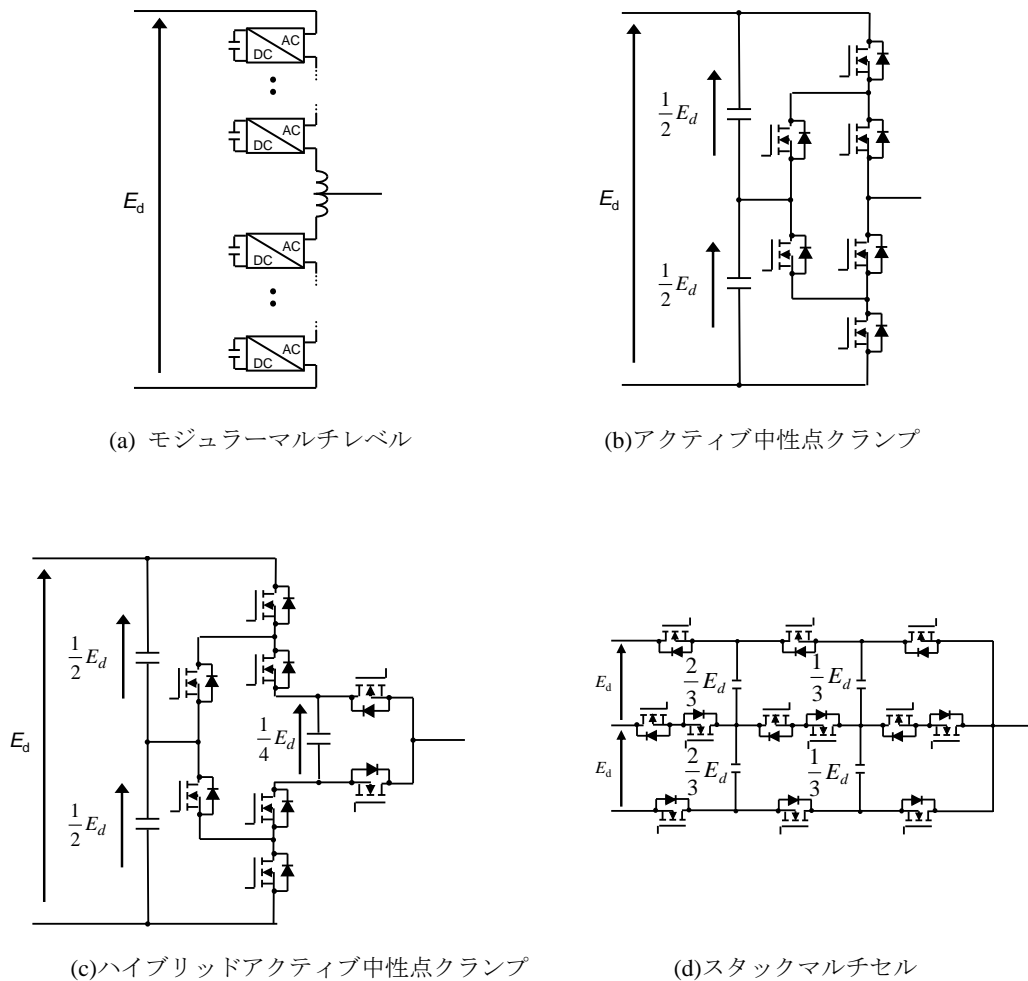 AC
DC
AC
DC
E_d
AC
DC
AC
DC
(a) モジュラーマルチレベル
E_d
1/2 E_d
1/2 E_d
(b)アクティブ中性点クランプ
E_d
1/2 E_d
1/2 E_d
1/4 E_d
(c)ハイブリッドアクティブ中性点クランプ
E_d
E_d
2/3 E_d
1/3 E_d
2/3 E_d
1/3 E_d
(d)スタックマルチセル